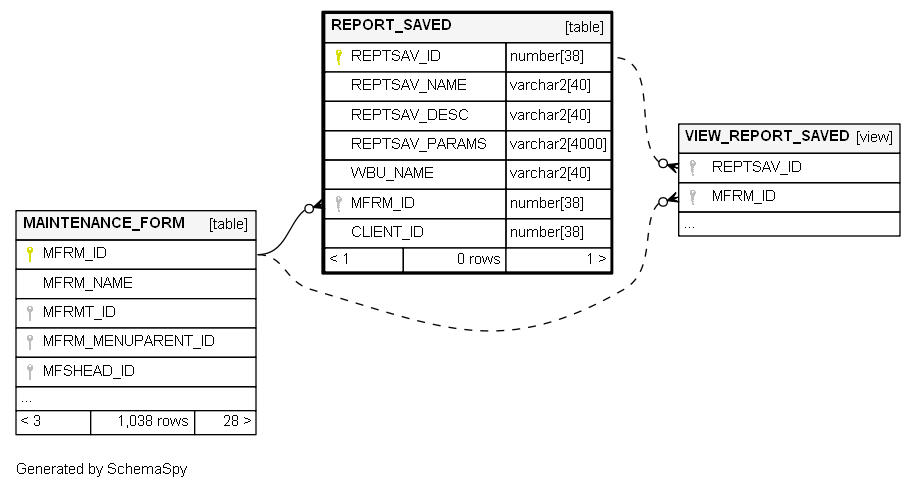 REPORT_SAVED [table]
REPTSAV_ID number[38]
REPTSAV_NAME varchar2[40]
REPTSAV_DESC varchar2[40]
REPTSAV_PARAMS varchar2[4000]
WBU_NAME varchar2[40]
MFRM_ID number[38]
CLIENT_ID number[38]
< 1 0 rows 1 >
VIEW_REPORT_SAVED [view]
REPTSAV_ID
MFRM_ID
...
MAINTENANCE_FORM [table]
MFRM_ID
MFRM_NAME
MFRMT_ID
MFRM_MENUPARENT_ID
MFSHEAD_ID
...
< 3 1,038 rows 28 >
Generated by SchemaSpy